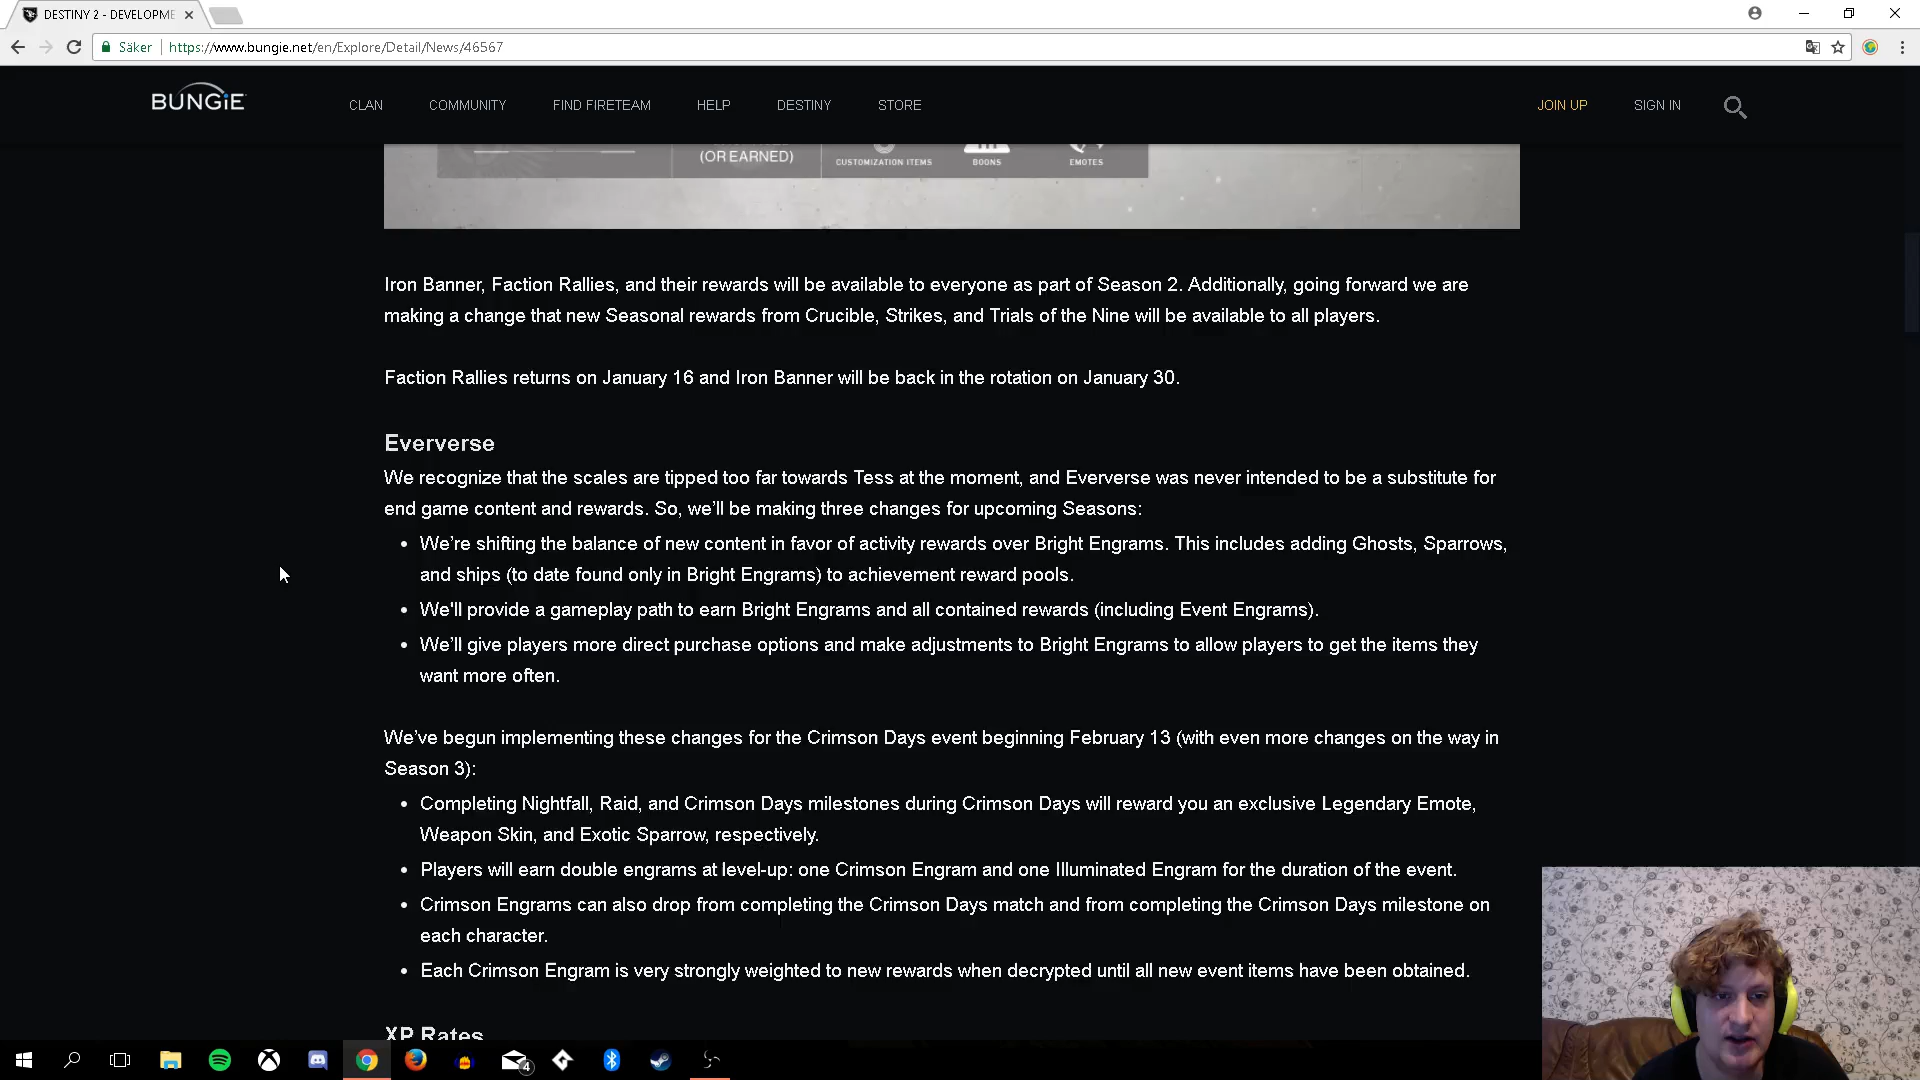 DESTINY 2 - DEVELOPME
Säker
https://www.bungie.net/en/Explore/Detail/News/46567
BUNGiE
CLAN
COMMUNITY
FIND FIRETEAM
HELP
DESTINY
STORE
JOIN UP
SIGN IN
(OR EARNED)
CUSTOMIZATION ITEMS
BOONS
EMOTES
Iron Banner, Faction Rallies, and their rewards will be available to everyone as part of Season 2. Additionally, going forward we are
making a change that new Seasonal rewards from Crucible, Strikes, and Trials of the Nine will be available to all players.
Faction Rallies returns on January 16 and Iron Banner will be back in the rotation on January 30.
Eververse
We recognize that the scales are tipped too far towards Tess at the moment, and Eververse was never intended to be a substitute for
end game content and rewards. So, we’ll be making three changes for upcoming Seasons:
• We’re shifting the balance of new content in favor of activity rewards over Bright Engrams. This includes adding Ghosts, Sparrows,
and ships (to date found only in Bright Engrams) to achievement reward pools.
• We'll provide a gameplay path to earn Bright Engrams and all contained rewards (including Event Engrams).
• We’ll give players more direct purchase options and make adjustments to Bright Engrams to allow players to get the items they
want more often.
We’ve begun implementing these changes for the Crimson Days event beginning February 13 (with even more changes on the way in
Season 3):
• Completing Nightfall, Raid, and Crimson Days milestones during Crimson Days will reward you an exclusive Legendary Emote,
Weapon Skin, and Exotic Sparrow, respectively.
• Players will earn double engrams at level-up: one Crimson Engram and one Illuminated Engram for the duration of the event.
• Crimson Engrams can also drop from completing the Crimson Days match and from completing the Crimson Days milestone on
each character.
• Each Crimson Engram is very strongly weighted to new rewards when decrypted until all new event items have been obtained.
XP Rates
4